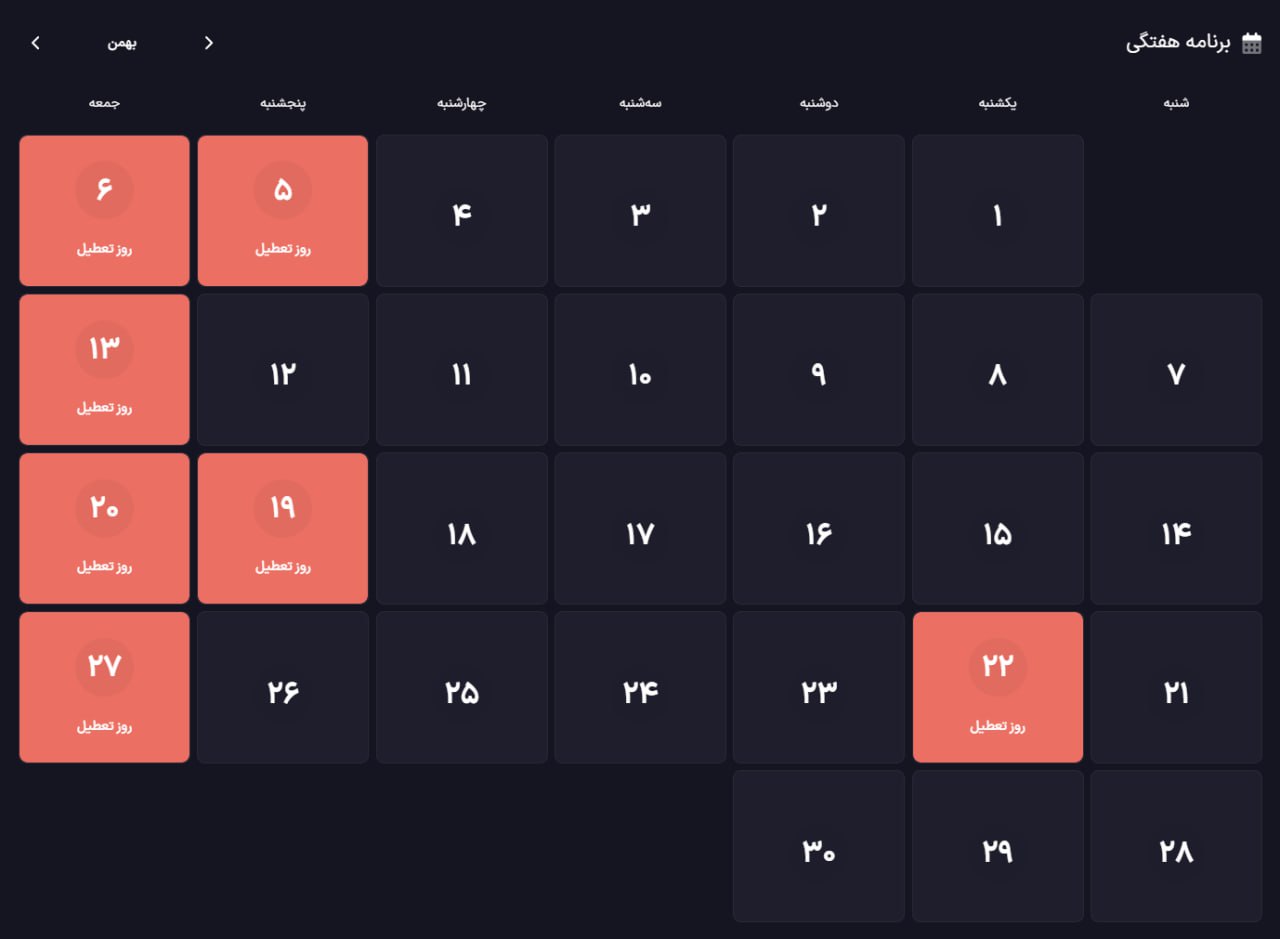 برنامه هفتگی
بهمن
شنبه یکشنبه دوشنبه سه‌شنبه چهارشنبه پنجشنبه جمعه
۱ ۲ ۳ ۴ ۵ ۶
روز تعطیل روز تعطیل
۷ ۸ ۹ ۱۰ ۱۱ ۱۲ ۱۳
روز تعطیل
۱۴ ۱۵ ۱۶ ۱۷ ۱۸ ۱۹ ۲۰
روز تعطیل روز تعطیل
۲۱ ۲۲ ۲۳ ۲۴ ۲۵ ۲۶ ۲۷
روز تعطیل روز تعطیل
۲۸ ۲۹ ۳۰